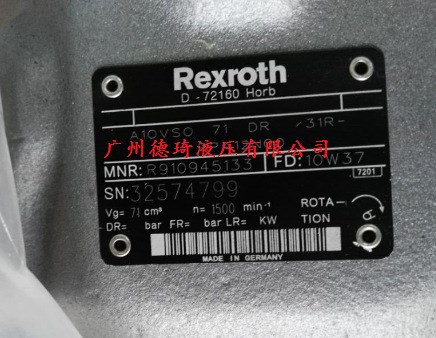 Rexroth
D-72160 Horb
A10VSO 71 DR /31R-
广州德琦液压有限公司
MNR: R910945133 FD: 10W37
7201
SN: 32574799
Vg= 71 cm³ n= 1500 min⁻¹ ROTA-
DR= bar FR= bar LR= KW TION
MADE IN GERMANY